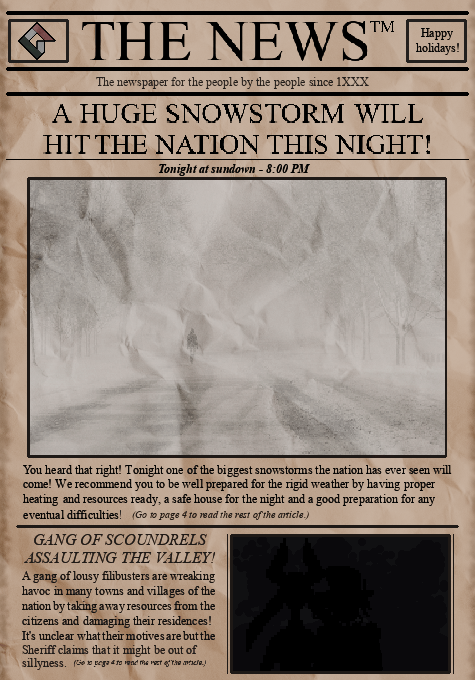 THE NEWS™
Happy
holidays!
The newspaper for the people by the people since 1XXX
A HUGE SNOWSTORM WILL
HIT THE NATION THIS NIGHT!
Tonight at sundown - 8:00 PM
You heard that right! Tonight one of the biggest snowstorms the nation has ever seen will
come! We recommend you to be well prepared for the rigid weather by having proper
heating and resources ready, a safe house for the night and a good preparation for any
eventual difficulties! (Go to page 4 to read the rest of the article.)
GANG OF SCOUNDRELS
ASSAULTING THE VALLEY!
A gang of lousy filibusters are wreaking
havoc in many towns and villages of the
nation by taking away resources from the
citizens and damaging their residences!
It's unclear what their motives are but the
Sheriff claims that it might be out of
sillyness. (Go to page 4 to read the rest of the article.)